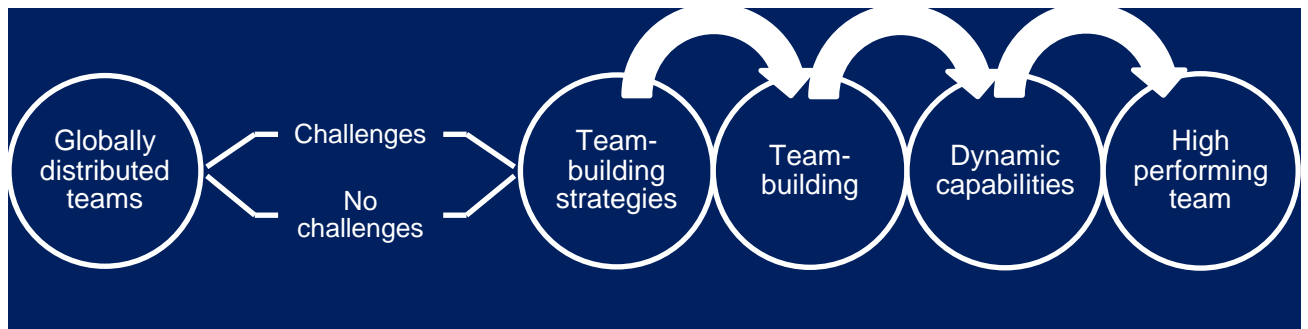 Globally
distributed
teams
Challenges
No
challenges
Team-
building
strategies
Team-
building
Dynamic
capabilities
High
performing
team